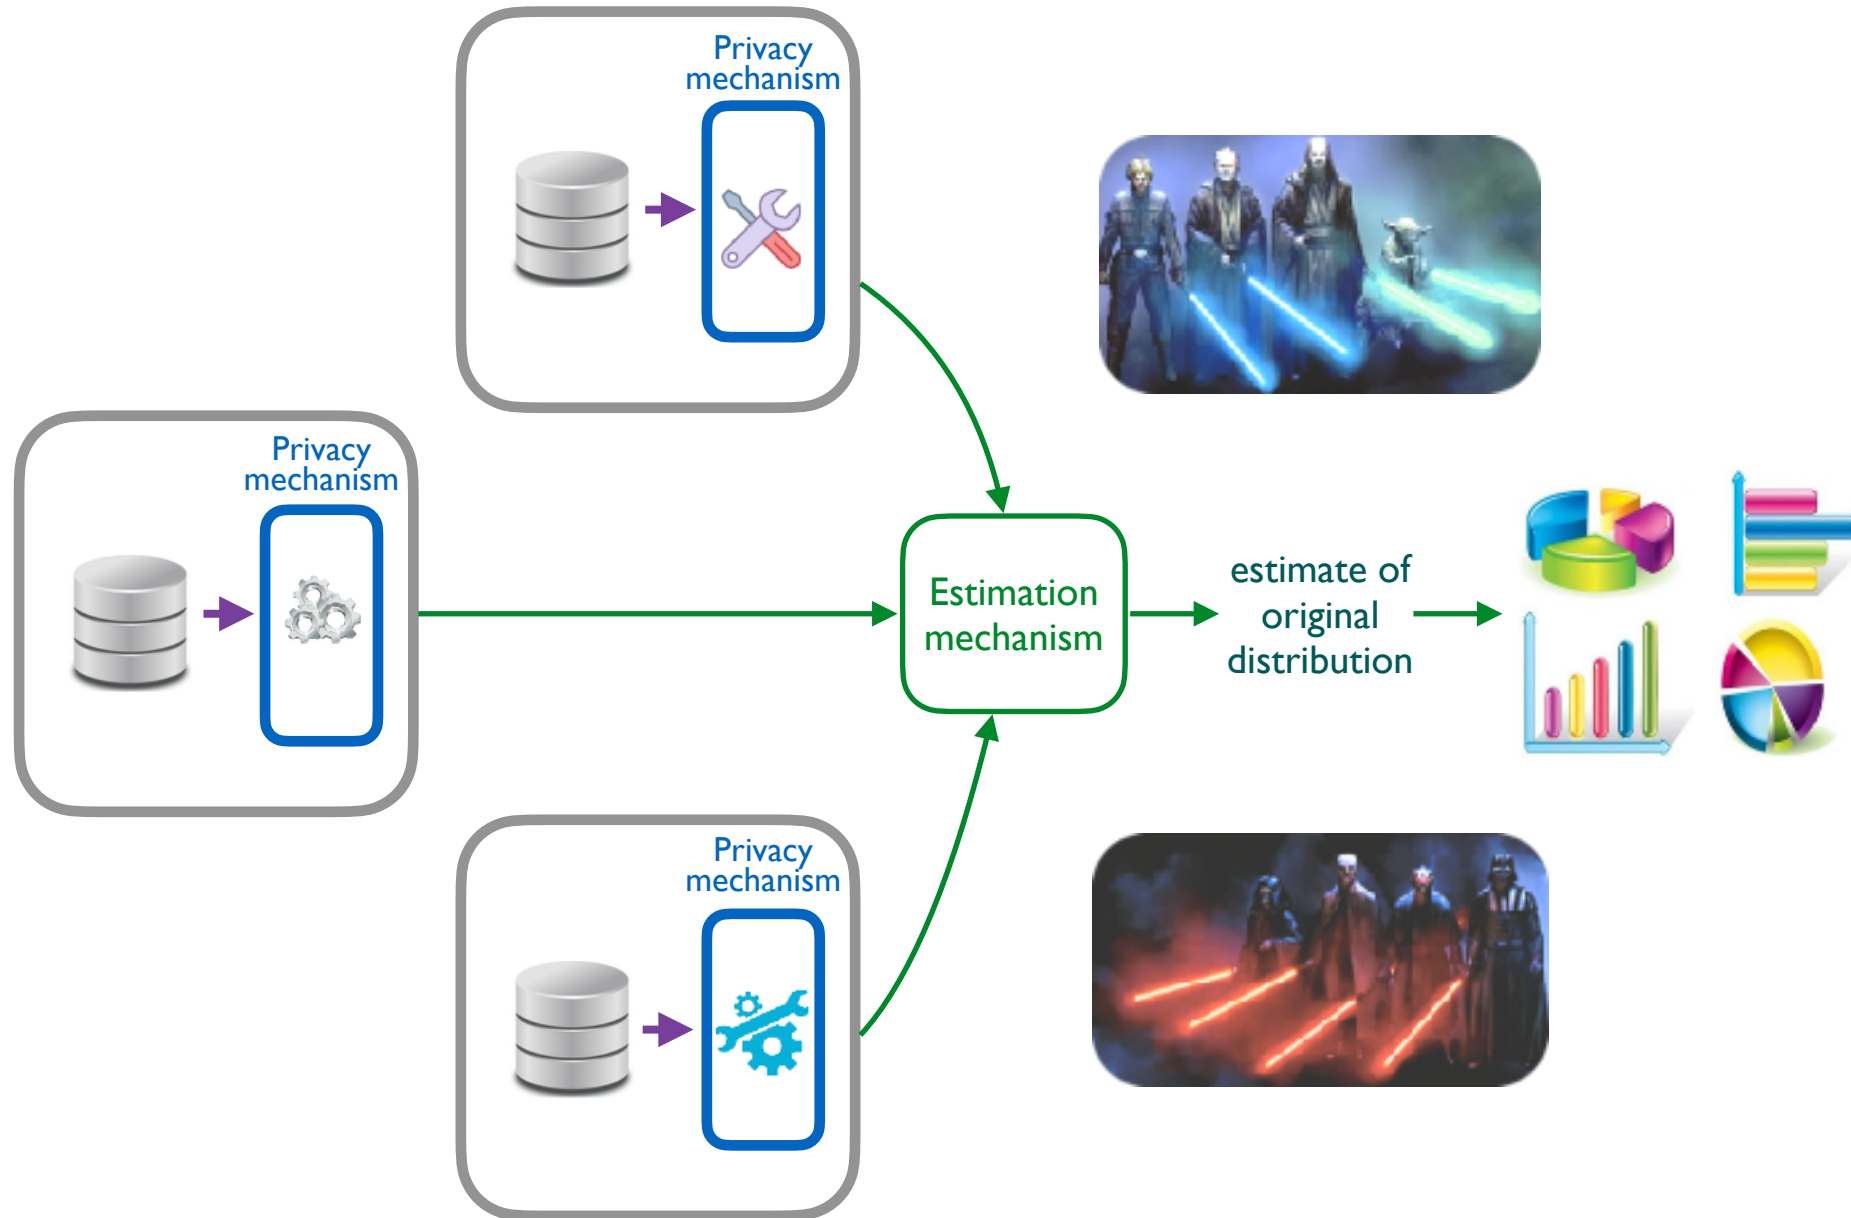 Privacy
mechanism
Privacy
mechanism
Estimation
mechanism
estimate of
original
distribution
Privacy
mechanism